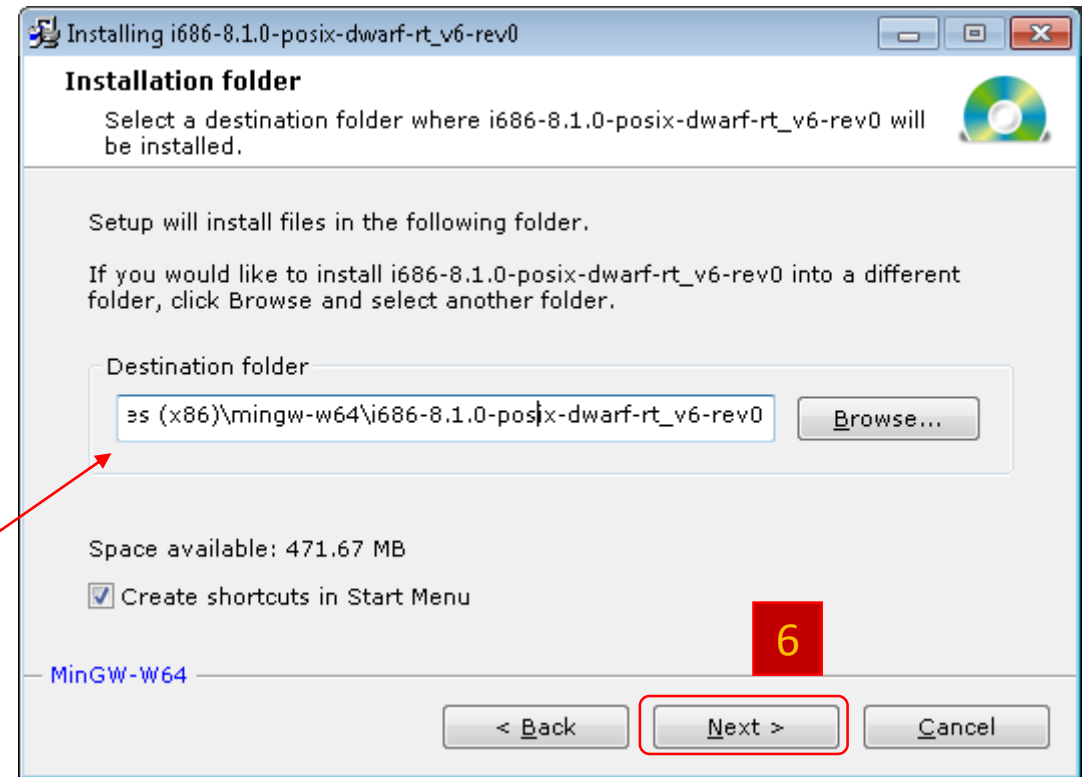 Installing i686-8.1.0-posix-dwarf-rt_v6-rev0
Installation folder
Select a destination folder where i686-8.1.0-posix-dwarf-rt_v6-rev0 will
be installed.
Setup will install files in the following folder.
If you would like to install i686-8.1.0-posix-dwarf-rt_v6-rev0 into a different
folder, click Browse and select another folder.
Destination folder
es (x86)\mingw-w64\i686-8.1.0-posix-dwarf-rt_v6-rev0
Browse...
Space available: 471.67 MB
Create shortcuts in Start Menu
6
MinGW-W64
< Back
Next >
Cancel